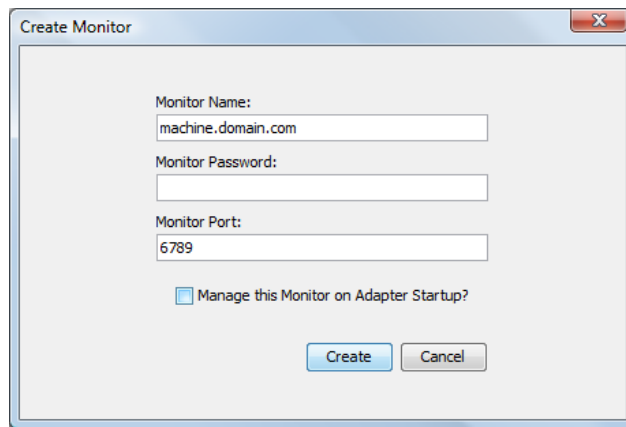 Create Monitor
Monitor Name:
machine.domain.com
Monitor Password:
Monitor Port:
6789
Manage this Monitor on Adapter Startup?
Create Cancel